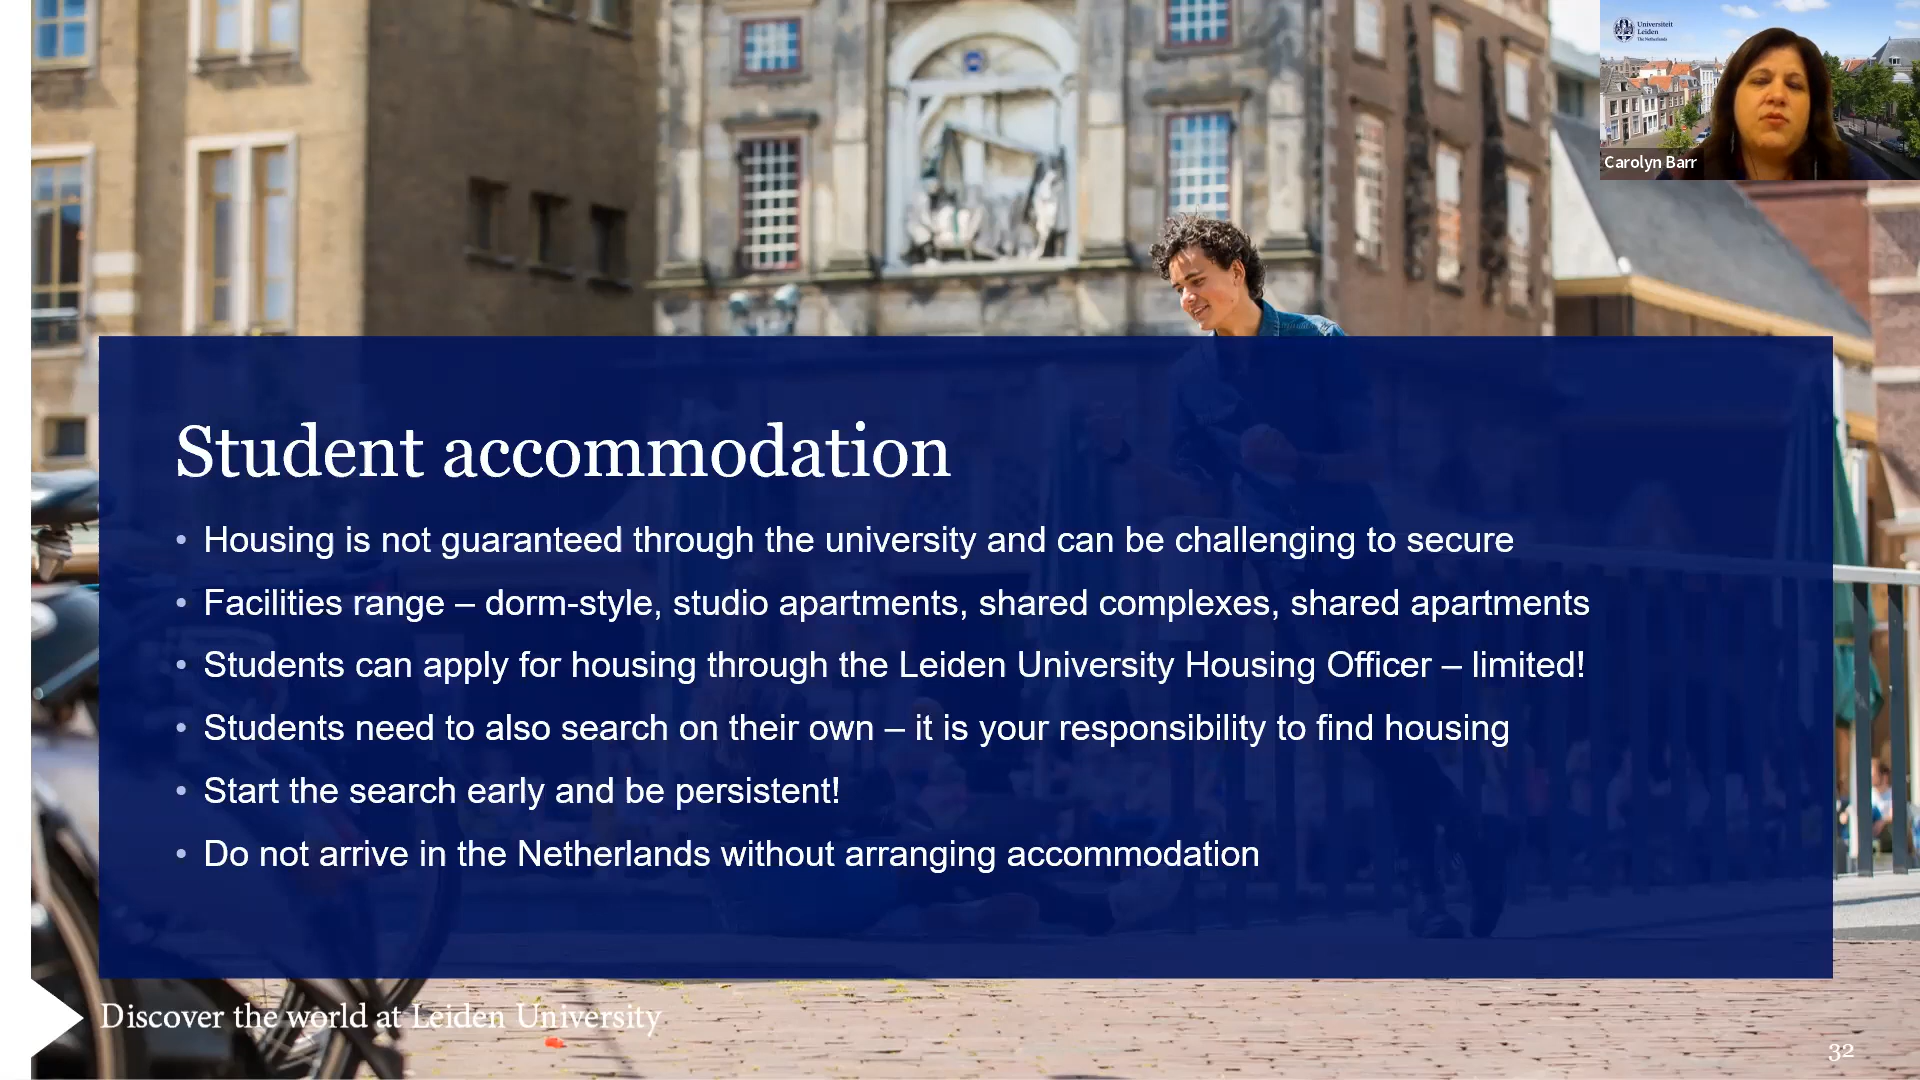 Universiteit
Leiden
The Netherlands
Carolyn Barr
Student accommodation
• Housing is not guaranteed through the university and can be challenging to secure
• Facilities range – dorm-style, studio apartments, shared complexes, shared apartments
• Students can apply for housing through the Leiden University Housing Officer – limited!
• Students need to also search on their own – it is your responsibility to find housing
• Start the search early and be persistent!
• Do not arrive in the Netherlands without arranging accommodation
Discover the world at Leiden University
32